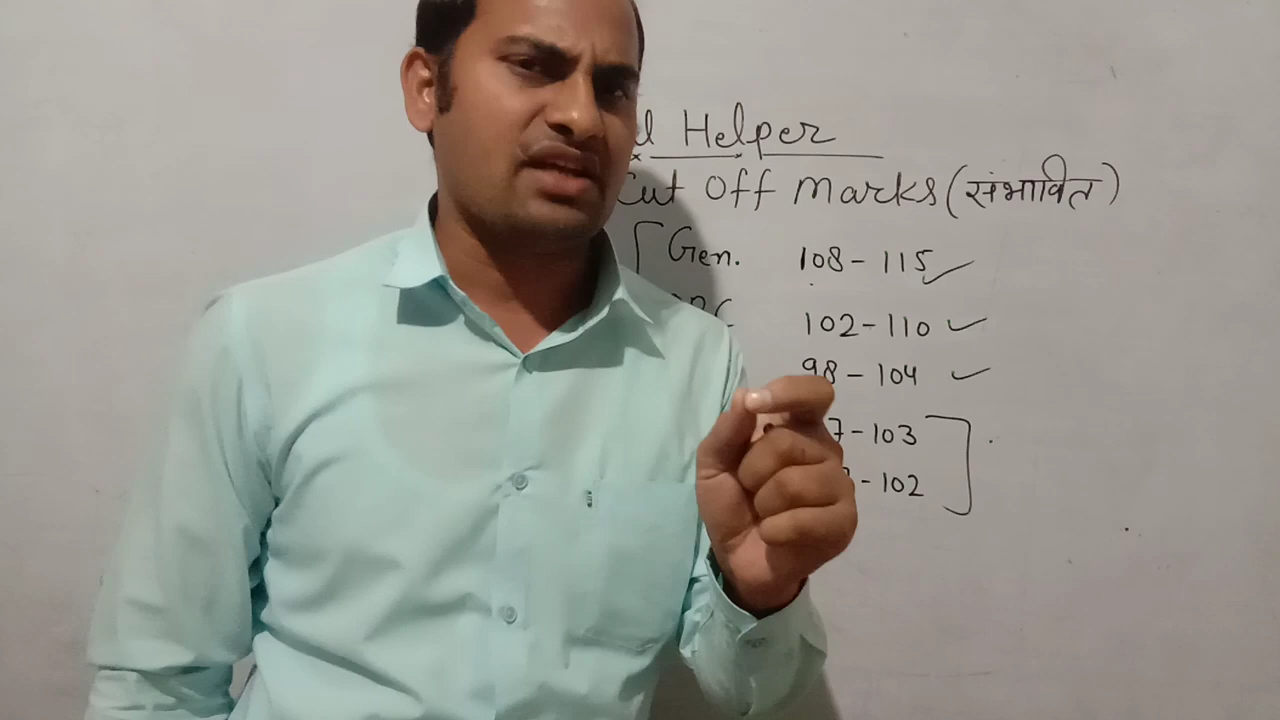 Helper
Cut Off Marks (संभावित)
Gen. 108 - 115
102 - 110
98 - 104
- 103
- 102